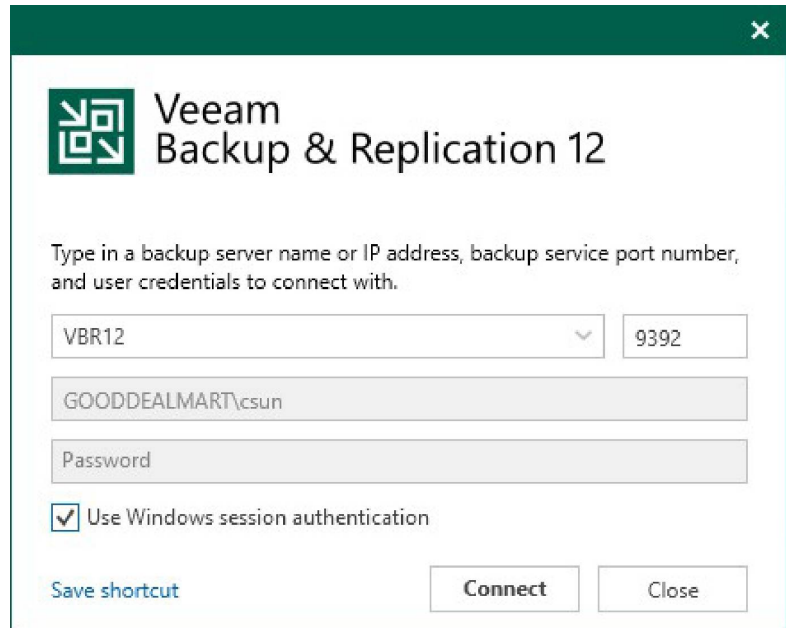 Veeam
Backup & Replication 12
Type in a backup server name or IP address, backup service port number,
and user credentials to connect with.
VBR12
9392
GOODDEALMART\csun
Password
Use Windows session authentication
Save shortcut
Connect
Close